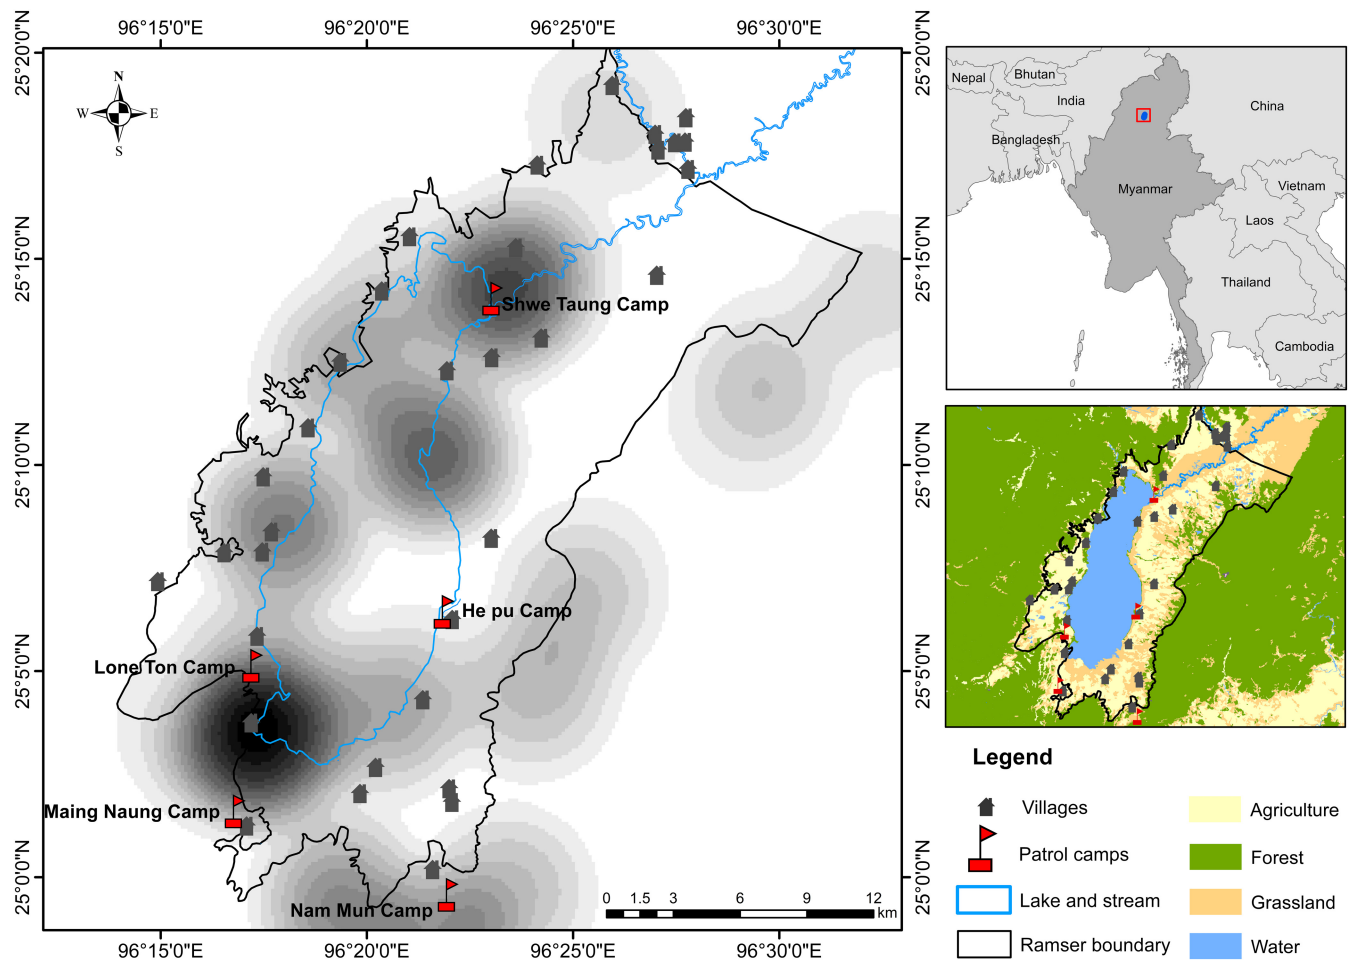 96°15'0"E
96°20'0"E
96°25'0"E
96°30'0"E
25°20'0"N
25°20'0"N
N
W
E
S
Nepal
Bhutan
India
China
Bangladesh
Myanmar
Vietnam
Laos
Thailand
Cambodia
25°15'0"N
25°15'0"N
Shwe Taung Camp
25°10'0"N
25°10'0"N
He pu Camp
Lone Ton Camp
25°5'0"N
25°5'0"N
Maing Naung Camp
25°0'0"N
25°0'0"N
Nam Mun Camp
0 1.5 3 6 9 12
km
96°15'0"E
96°20'0"E
96°25'0"E
96°30'0"E
Legend
Villages
Patrol camps
Lake and stream
Ramser boundary
Agriculture
Forest
Grassland
Water